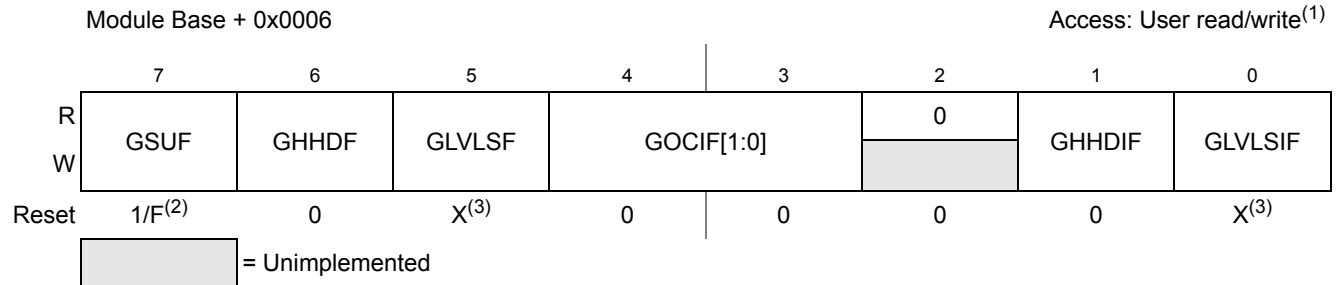 Module Base + 0x0006 Access: User read/write(1)
7 6 5 4 3 2 1 0
R GSUF GHHDF GLVLSF GOCIF[1:0] 0 GHHDIF GLVLSIF
W
Reset 1/F(2) 0 X(3) 0 0 0 0 X(3)
= Unimplemented